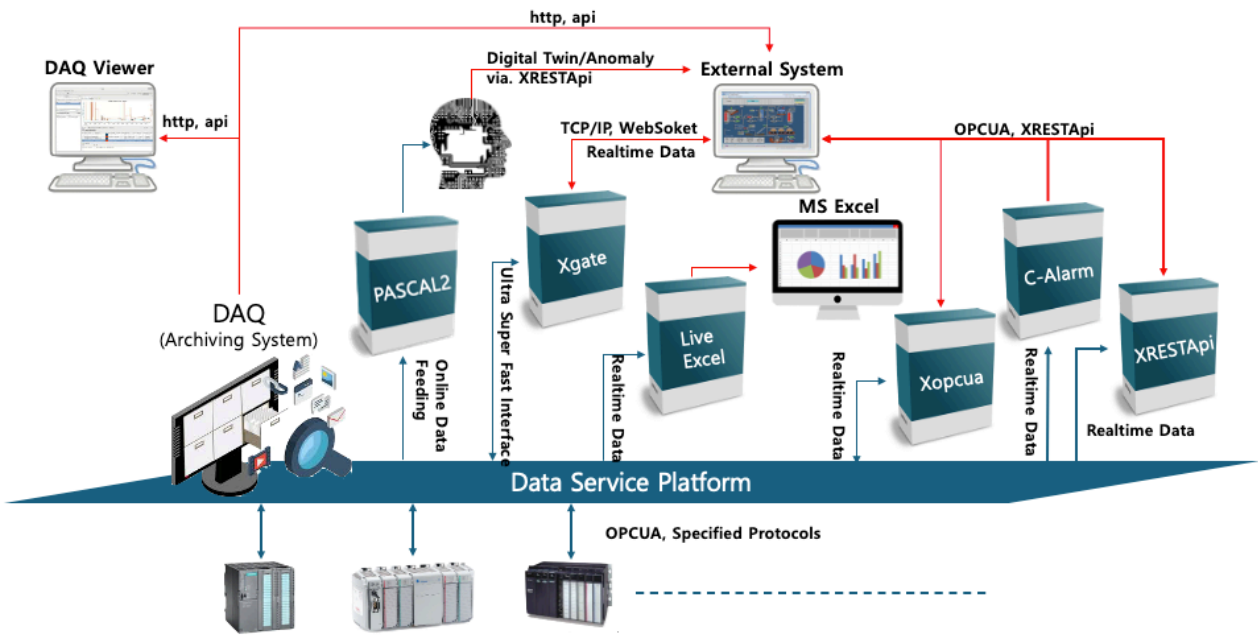 http, api
DAQ Viewer
Digital Twin/Anomaly
via. XRESTApi
External System
http, api
TCP/IP, WebSoket
Realtime Data
OPCUA, XRESTApi
MS Excel
PASCAL2
Xgate
C-Alarm
Live
Excel
XRESTApi
Xopcua
DAQ
(Archiving System)
Online Data
Feeding
Ultra Super Fast Interface
Realtime Data
Realtime Data
Realtime Data
Realtime Data
Data Service Platform
OPCUA, Specified Protocols